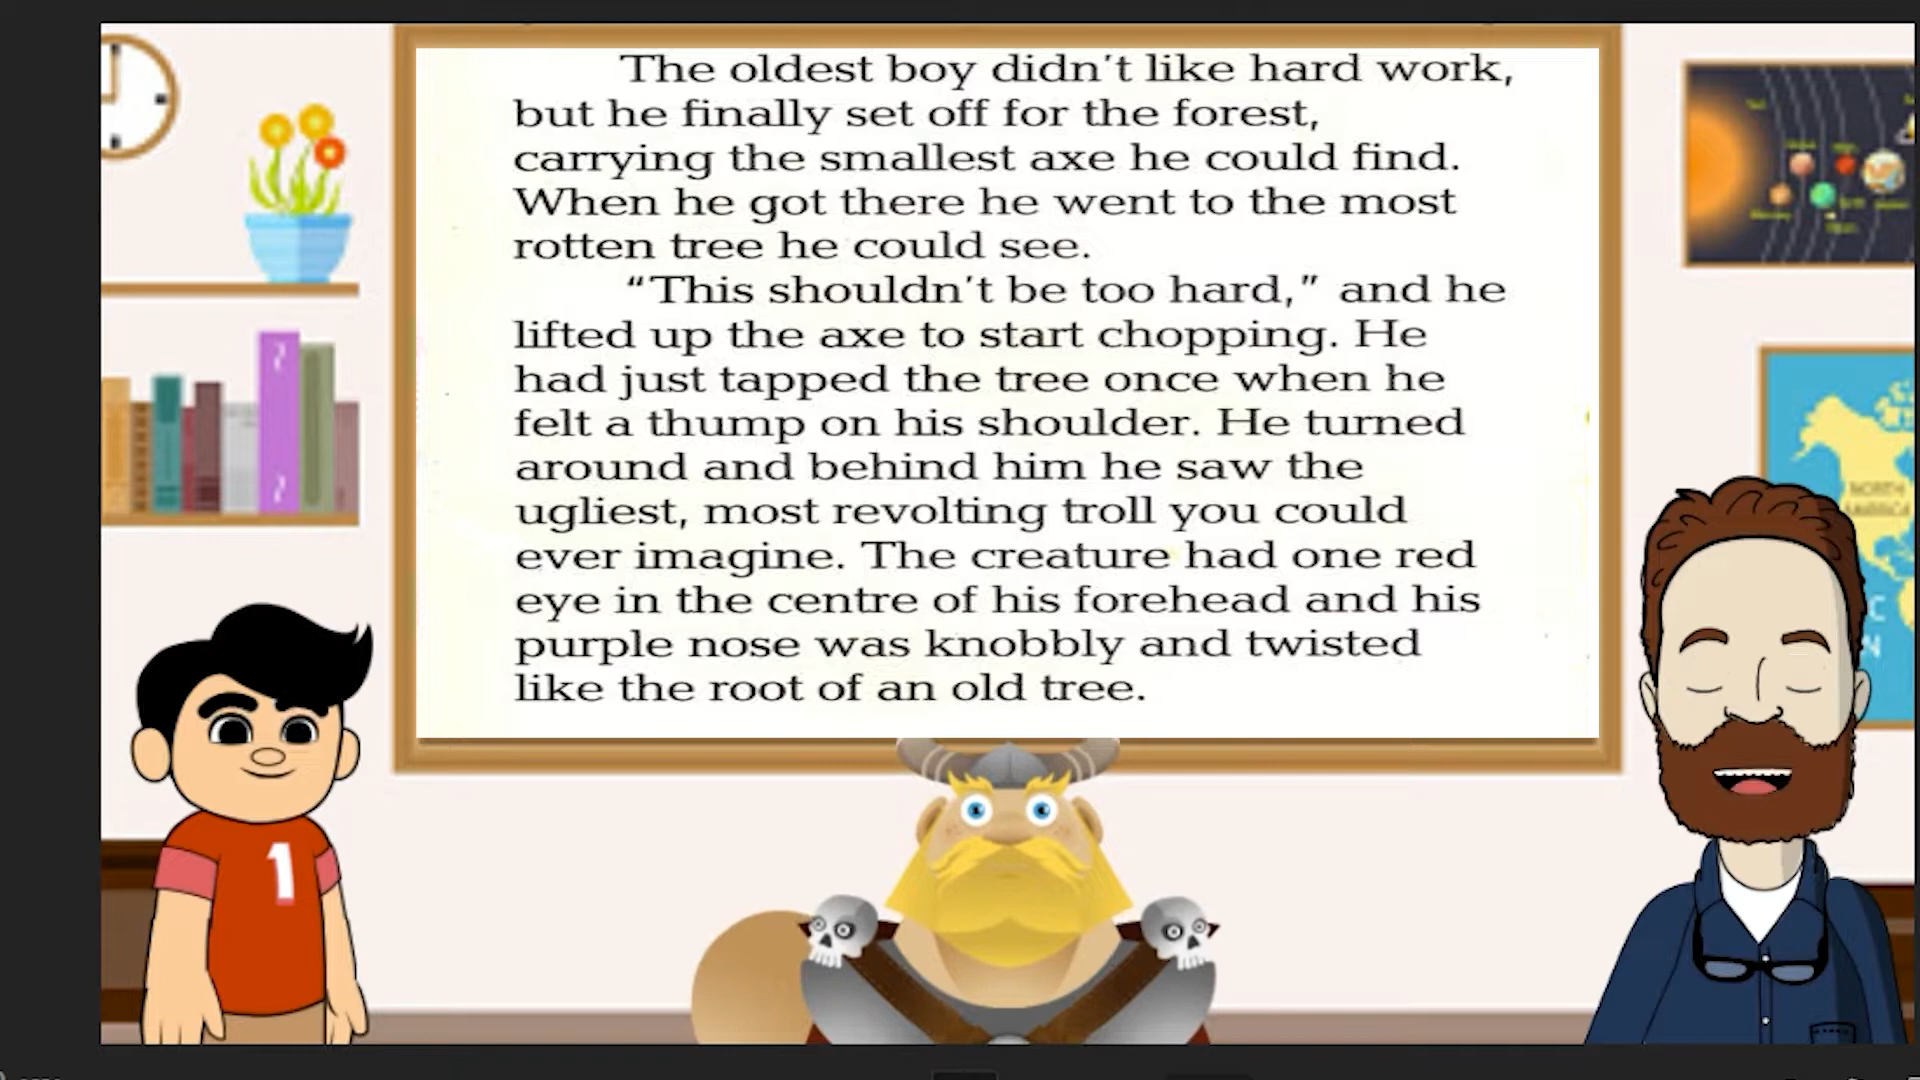 The oldest boy didn't like hard work,
but he finally set off for the forest,
carrying the smallest axe he could find.
When he got there he went to the most
rotten tree he could see.
“This shouldn't be too hard,” and he
lifted up the axe to start chopping. He
had just tapped the tree once when he
felt a thump on his shoulder. He turned
around and behind him he saw the
ugliest, most revolting troll you could
ever imagine. The creature had one red
eye in the centre of his forehead and his
purple nose was knobbly and twisted
like the root of an old tree.
NORTH
AMERICA
1